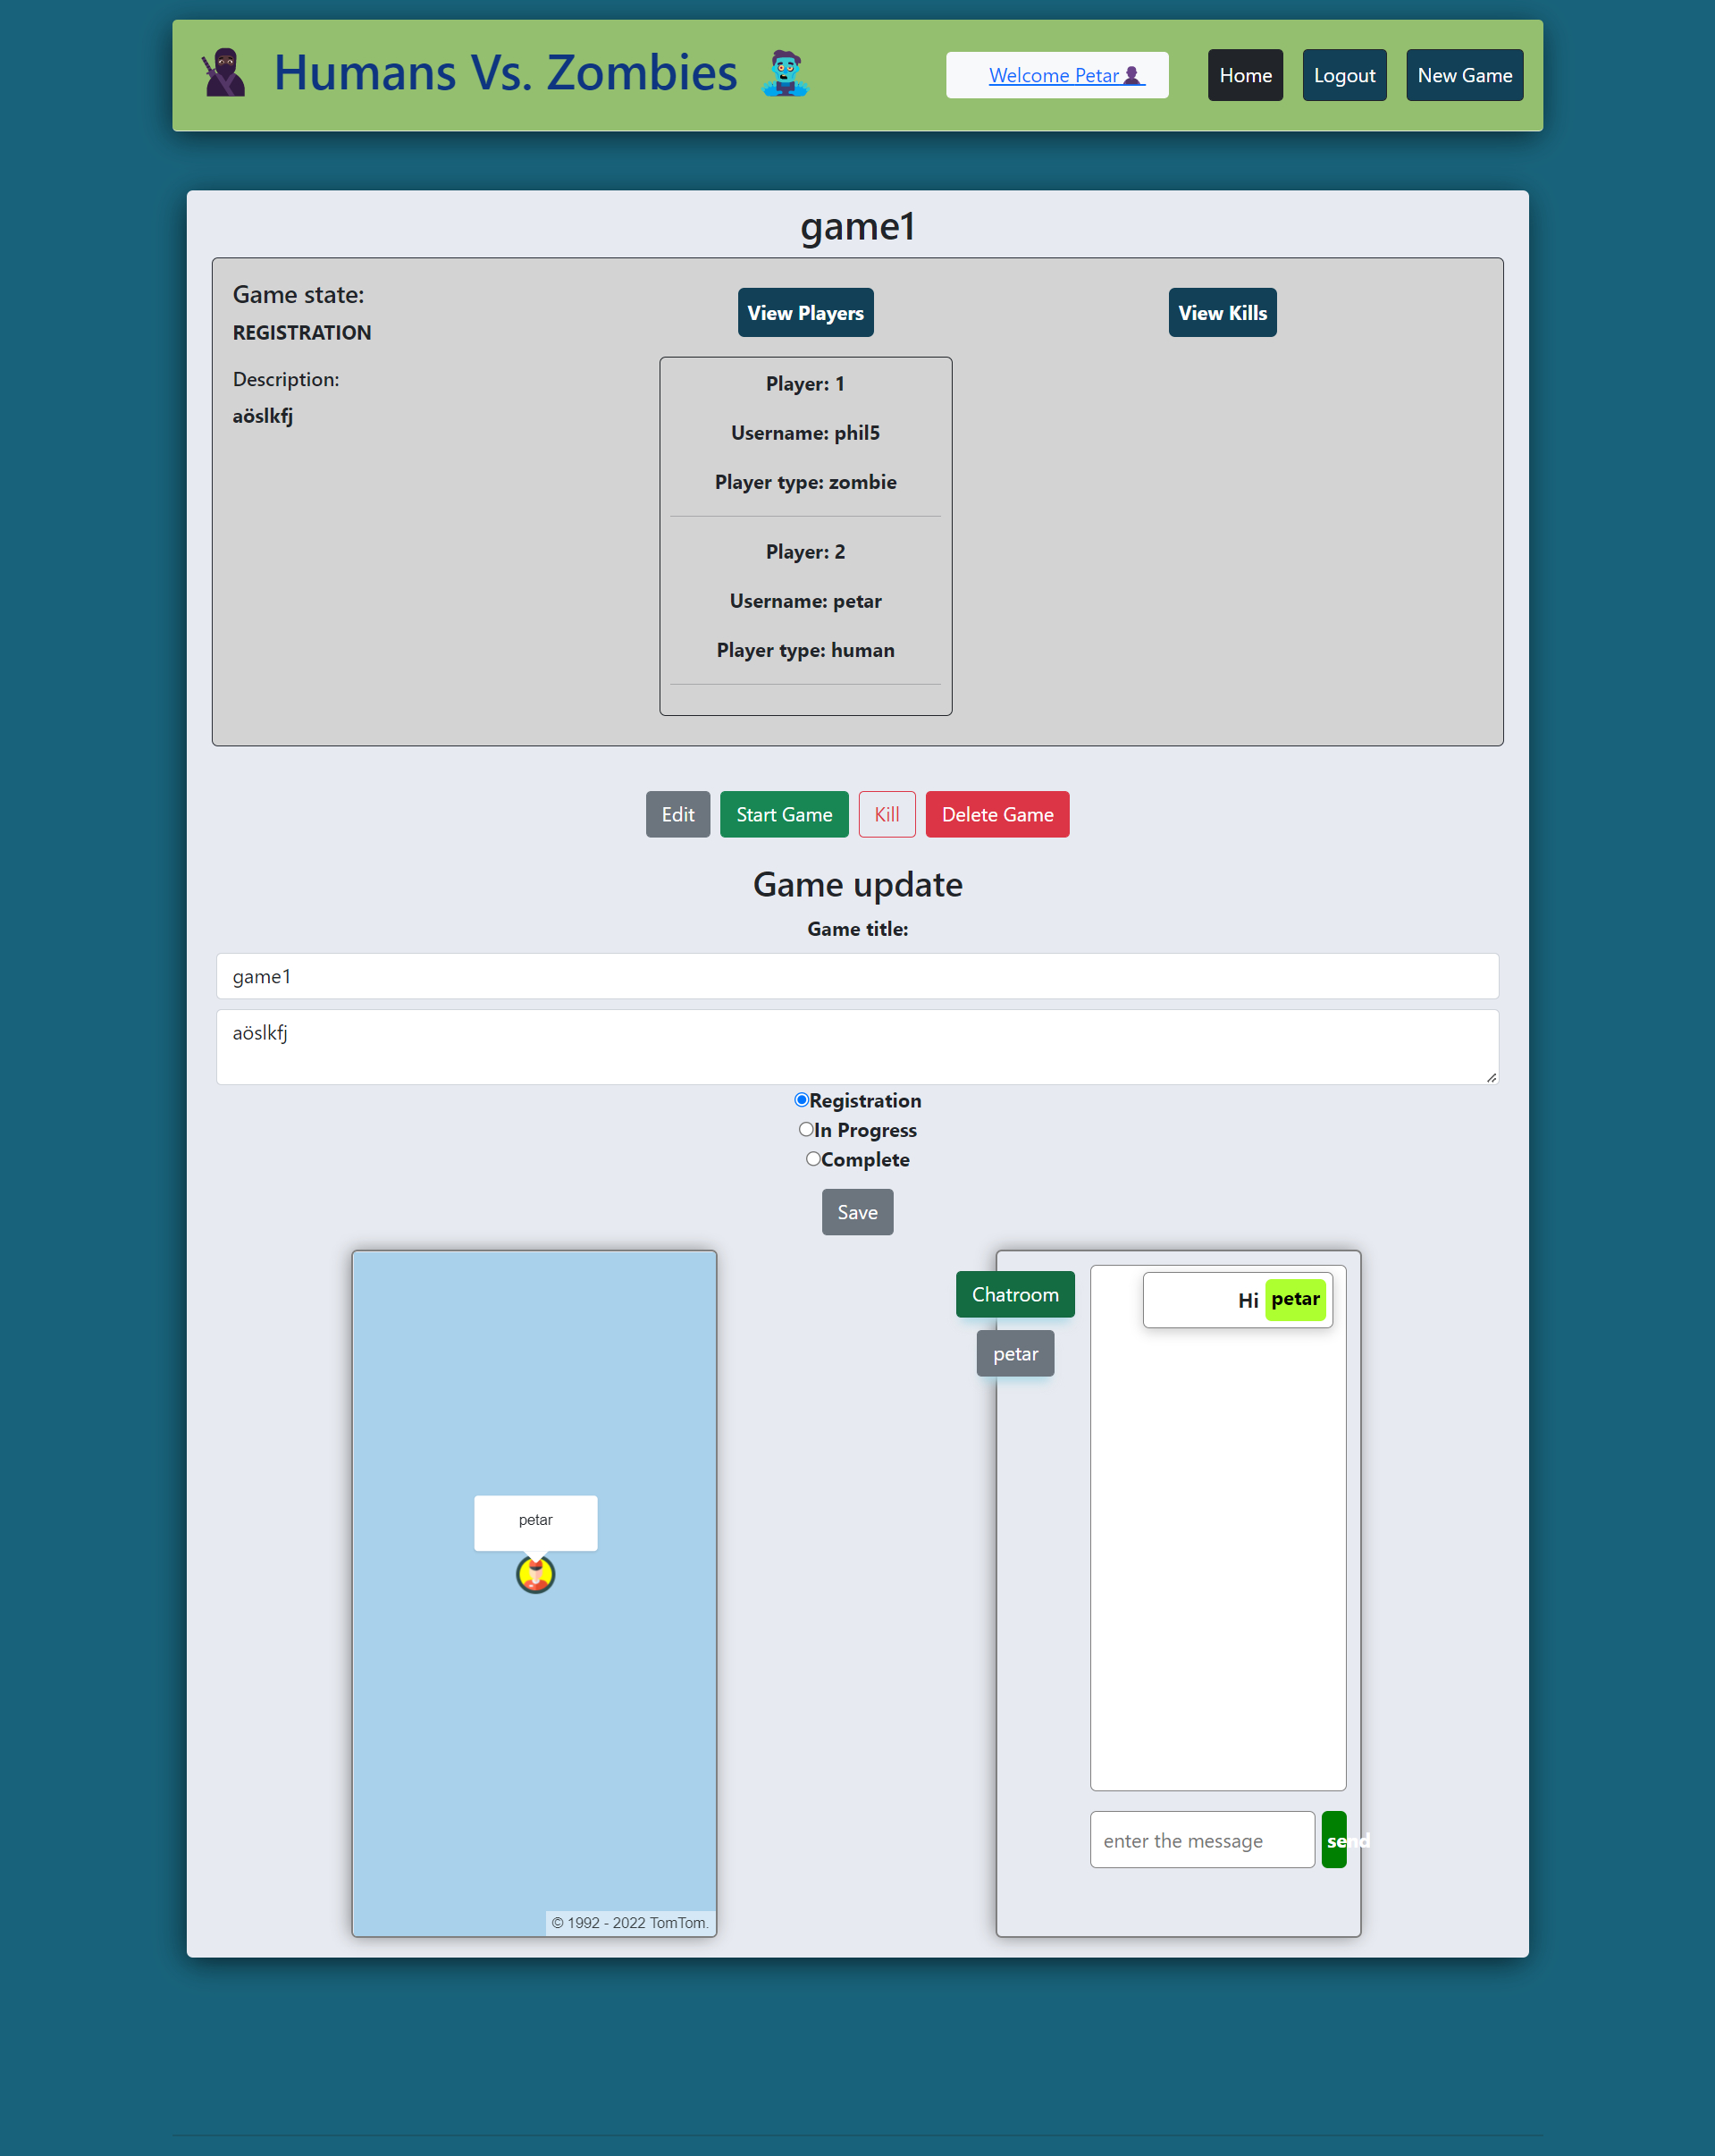 Humans Vs. Zombies
Welcome Petar
Home
Logout
New Game
game1
Game state:
REGISTRATION
Description:
aöslkfj
View Players
Player: 1
Username: phil5
Player type: zombie
Player: 2
Username: petar
Player type: human
View Kills
Edit
Start Game
Kill
Delete Game
Game update
Game title:
game1
aöslkfj
Registration
In Progress
Complete
Save
petar
© 1992 - 2022 TomTom.
Chatroom
petar
Hi petar
enter the message
send